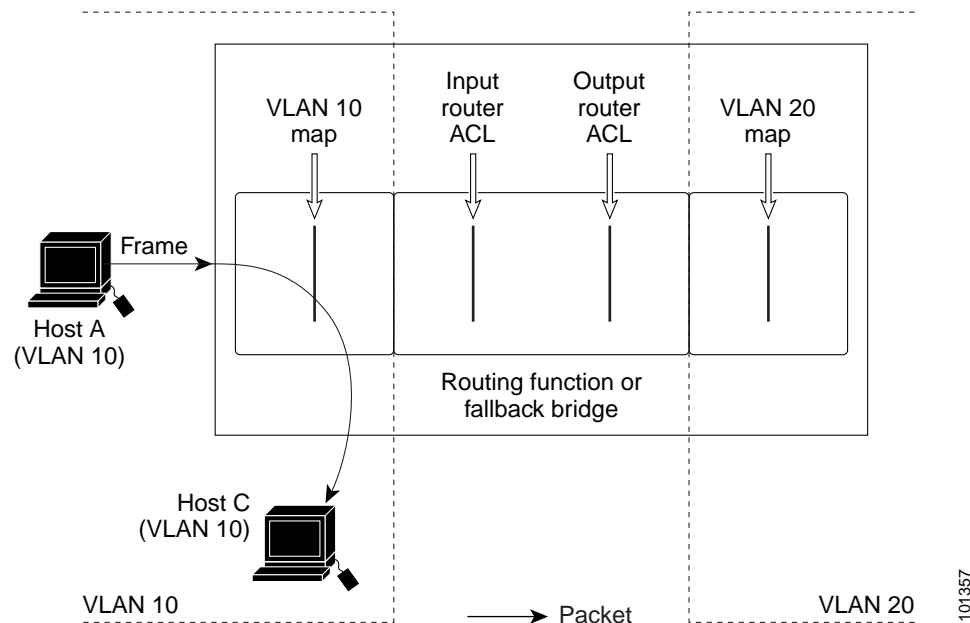 VLAN 10
map
Input
router
ACL
Output
router
ACL
VLAN 20
map
Frame
Host A
(VLAN 10)
Routing function or
fallback bridge
Host C
(VLAN 10)
VLAN 10
Packet
VLAN 20
101357